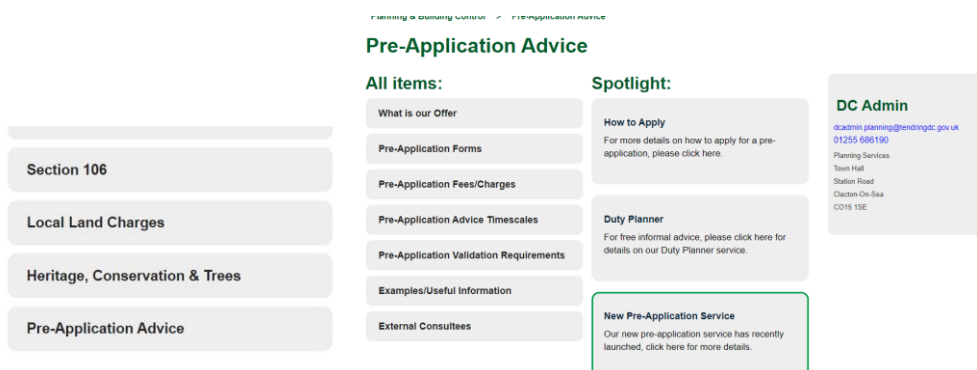 Planning & Building Control > Pre-Application Advice
Pre-Application Advice
Section 106
Local Land Charges
Heritage, Conservation & Trees
Pre-Application Advice
All items:
What is our Offer
Pre-Application Forms
Pre-Application Fees/Charges
Pre-Application Advice Timescales
Pre-Application Validation Requirements
Examples/Useful Information
External Consultees
Spotlight:
How to Apply
For more details on how to apply for a pre-
application, please click here.
Duty Planner
For free informal advice, please click here for
details on our Duty Planner service.
New Pre-Application Service
Our new pre-application service has recently
launched, click here for more details.
DC Admin
dcadmin.planning@tendringdc.gov.uk
01255 686190
Planning Services
Town Hall
Station Road
Clacton-On-Sea
CO15 1SE